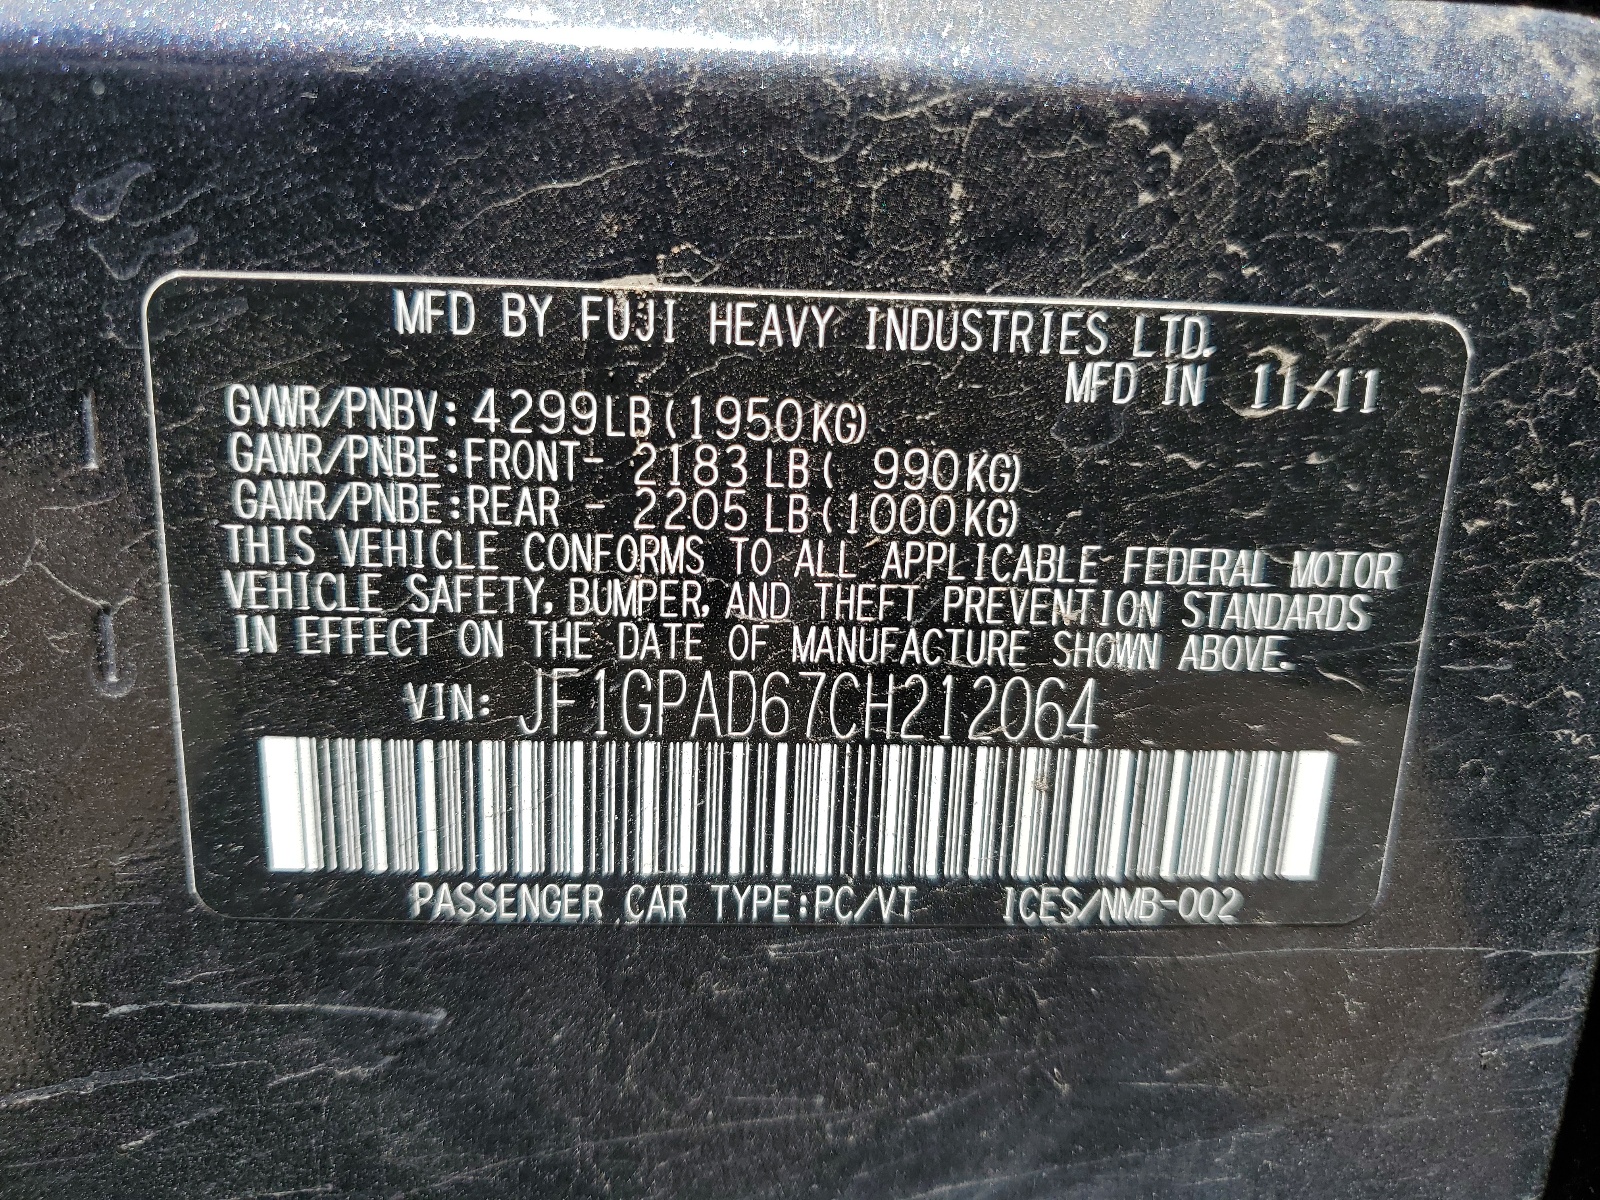 MFD BY FUJI HEAVY INDUSTRIES LTD.
MFD IN 11/11
GVWR/PNBV: 4299LB (1950KG)
GAWR/PNBE:FRONT- 2183 LB( 990KG)
GAWR/PNBE:REAR - 2205 LB(1000KG)
THIS VEHICLE CONFORMS TO ALL APPLICABLE FEDERAL MOTOR
VEHICLE SAFETY, BUMPER, AND THEFT PREVENTION STANDARDS
IN EFFECT ON THE DATE OF MANUFACTURE SHOWN ABOVE.
VIN: JF1GPAD67CH212064
PASSENGER CAR TYPE:PC/VT ICES/NMB-002